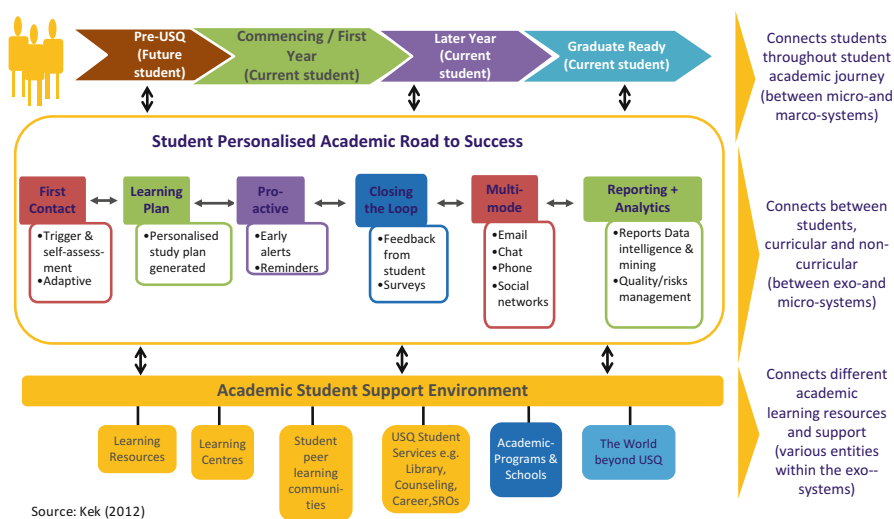 Pre-USQ
(Future
student)
Commencing / First
Year
(Current student)
Later Year
(Current
student)
Graduate Ready
(Current student)
Connects students
throughout student
academic journey
(between micro-and
marco-systems)
Student Personalised Academic Road to Success
First
Contact
•Trigger &
self-assess-
ment
•Adaptive
Learning
Plan
•Personalised
study plan
generated
Pro-
active
•Early
alerts
•Reminders
Closing
the Loop
•Feedback
from
student
•Surveys
Multi-
mode
•Email
•Chat
•Phone
•Social
networks
Reporting +
Analytics
•Reports Data
intelligence &
mining
•Quality/risks
management
Connects between
students,
curricular and non-
curricular
(between exo-and
micro-systems)
Academic Student Support Environment
Learning
Resources
Learning
Centres
Student
peer
learning
communi-
ties
USQ Student
Services e.g.
Library,
Counseling,
Career,SROs
Academic-
Programs &
Schools
The World
beyond USQ
Connects different
academic
learning resources
and support
(various entities
within the exo--
systems)
Source: Kek (2012)